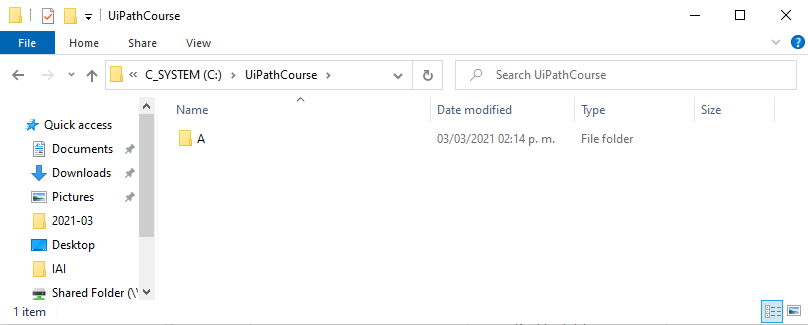 UiPathCourse
File Home Share View
« C_SYSTEM (C:) > UiPathCourse > Search UiPathCourse
Name Date modified Type Size
A 03/03/2021 02:14 p. m. File folder
Quick access
Documents
Downloads
Pictures
2021-03
Desktop
IAI
Shared Folder (\\
1 item